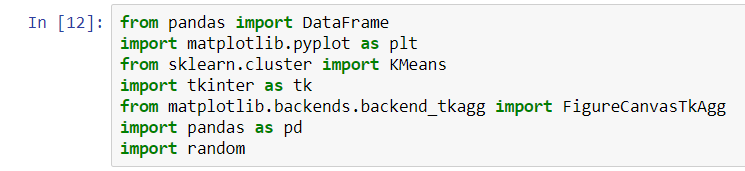 In [12]: from pandas import DataFrame
import matplotlib.pyplot as plt
from sklearn.cluster import KMeans
import tkinter as tk
from matplotlib.backends.backend_tkagg import FigureCanvasTkAgg
import pandas as pd
import random